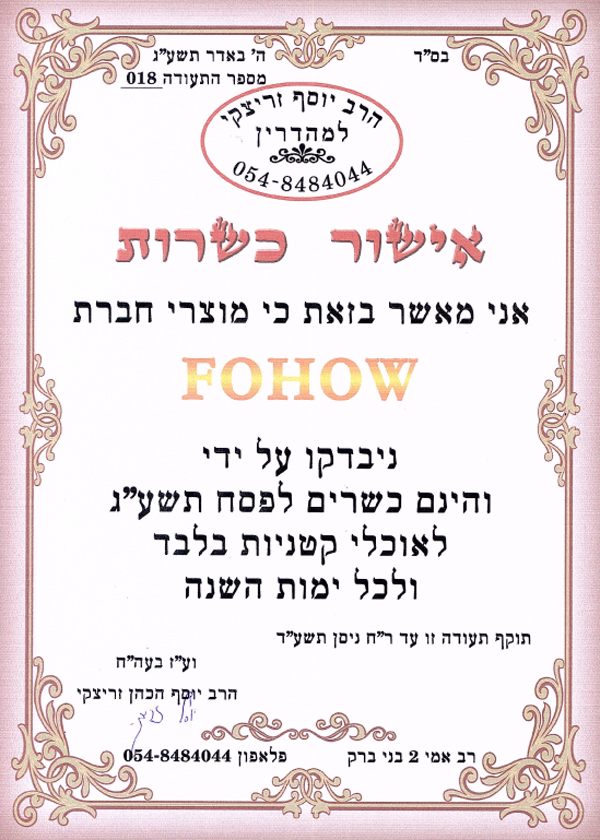 בס"ד
ה' באדר תשע"ג
מספר התעודה 018
הרב יוסף זריצקי
למהדרין
054-8484044
אישור כשרות
אני מאשר בזאת כי מוצרי חברת
FOHOW
ניבדקו על ידי
והינם כשרים לפסח תשע"ג
לאוכלי קטניות בלבד
ולכל ימות השנה
תוקף תעודה זו עד ר"ח ניסן תשע"ד
וע"ז בעה"ח
הרב יוסף הכהן זריצקי
רב אמי 2 בני ברק פלאפון 054-8484044